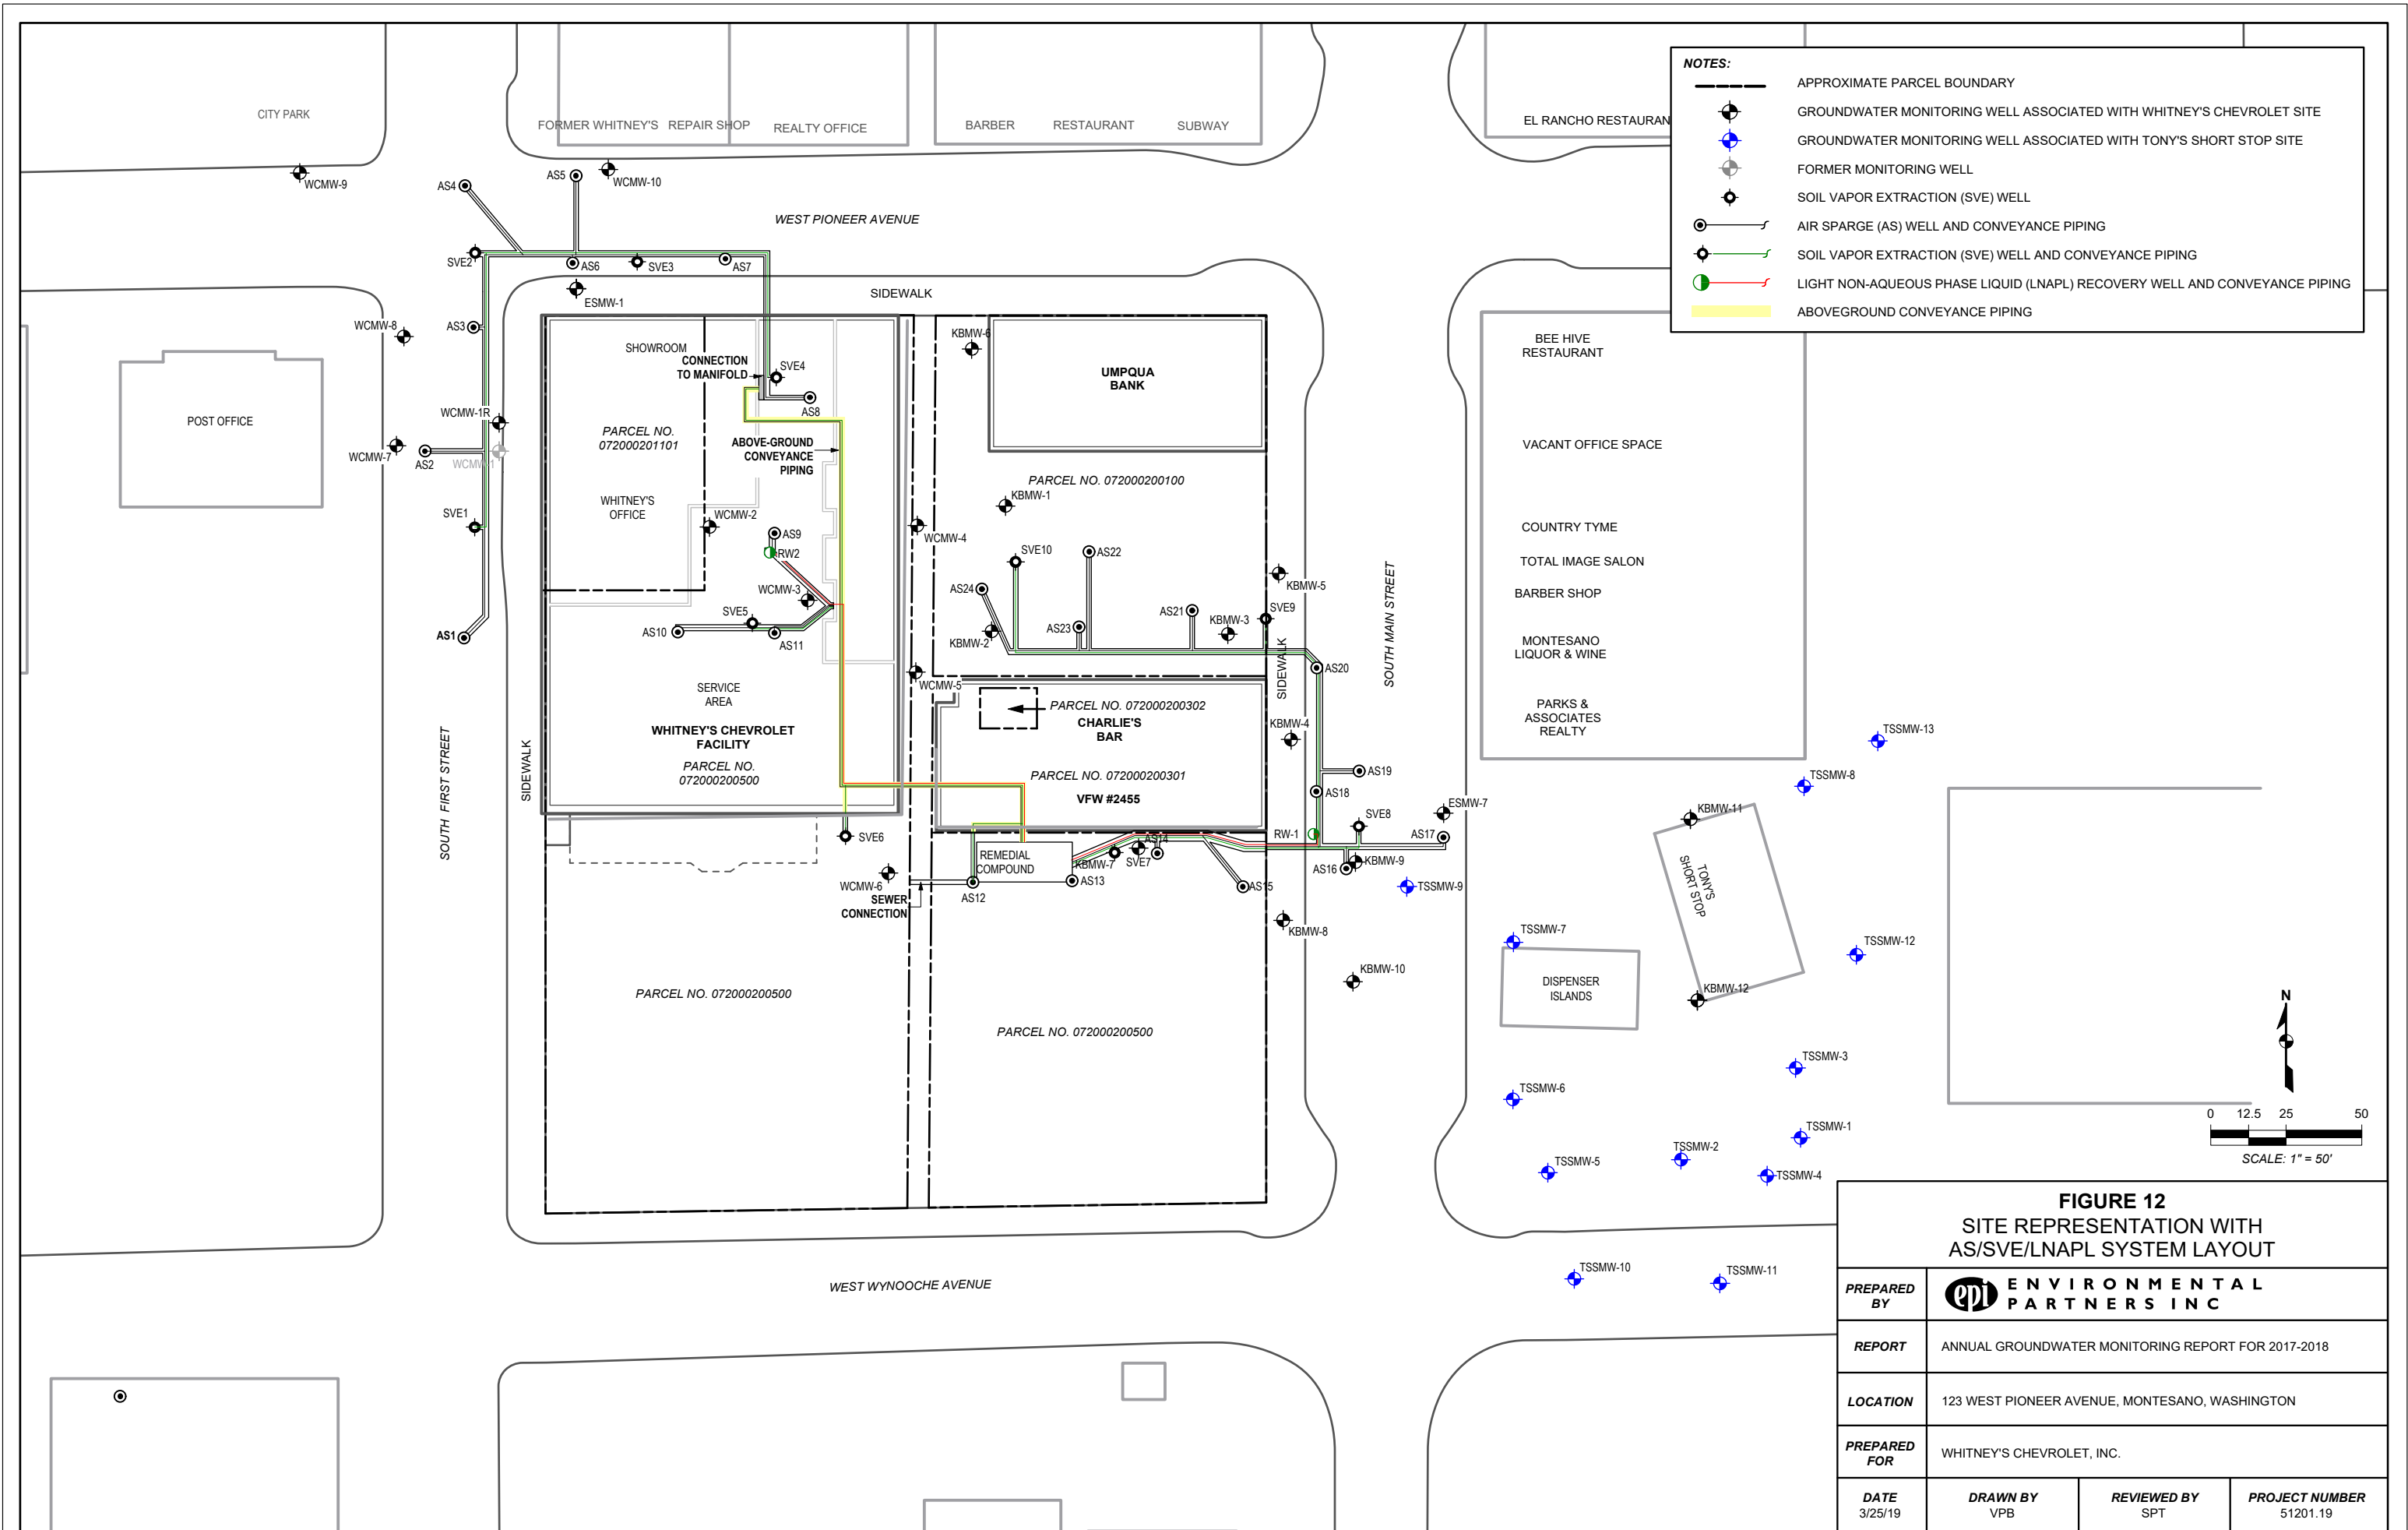 NOTES:
APPROXIMATE PARCEL BOUNDARY
GROUNDWATER MONITORING WELL ASSOCIATED WITH WHITNEY'S CHEVROLET SITE
GROUNDWATER MONITORING WELL ASSOCIATED WITH TONY'S SHORT STOP SITE
FORMER MONITORING WELL
SOIL VAPOR EXTRACTION (SVE) WELL
AIR SPARGE (AS) WELL AND CONVEYANCE PIPING
SOIL VAPOR EXTRACTION (SVE) WELL AND CONVEYANCE PIPING
LIGHT NON-AQUEOUS PHASE LIQUID (LNAPL) RECOVERY WELL AND CONVEYANCE PIPING
ABOVEGROUND CONVEYANCE PIPING
CITY PARK
FORMER WHITNEY'S REPAIR SHOP
REALTY OFFICE
BARBER
RESTAURANT
SUBWAY
EL RANCHO RESTAURAN
WCMW-9
AS4
AS5
WCMW-10
WEST PIONEER AVENUE
SVE2
AS6
SVE3
AS7
ESMW-1
SIDEWALK
WCMW-8
AS3
SHOWROOM
CONNECTION
TO MANIFOLD
SVE4
AS8
KBMW-6
UMPQUA
BANK
BEE HIVE
RESTAURANT
POST OFFICE
WCMW-1R
WCMW-7
AS2
WCMW-1
PARCEL NO.
072000201101
ABOVE-GROUND
CONVEYANCE
PIPING
VACANT OFFICE SPACE
PARCEL NO. 072000200100
KBMW-1
SVE1
WHITNEY'S
OFFICE
WCMW-2
AS9
RW2
WCMW-4
SVE10
AS22
COUNTRY TYME
TOTAL IMAGE SALON
BARBER SHOP
KBMW-5
WCMW-3
AS24
AS21
SVE9
SVE5
AS10
AS11
KBMW-2
AS23
KBMW-3
AS1
MONTESANO
LIQUOR & WINE
SIDEWALK
SOUTH MAIN STREET
AS20
WCMW-5
SERVICE
AREA
PARCEL NO. 072000200302
CHARLIE'S
BAR
KBMW-4
PARKS &
ASSOCIATES
REALTY
WHITNEY'S CHEVROLET
FACILITY
PARCEL NO.
072000200500
SOUTH FIRST STREET
SIDEWALK
PARCEL NO. 072000200301
VFW #2455
AS19
AS18
TSSMW-13
TSSMW-8
SVE6
RW-1
SVE8
ESMW-7
AS17
KBMW-11
REMEDIAL
COMPOUND
KBMW-7
SVE7
AS14
AS16
KBMW-9
TONY'S
SHORT STOP
WCMW-6
SEWER
CONNECTION
AS12
AS13
AS15
TSSMW-9
KBMW-8
TSSMW-7
TSSMW-12
KBMW-10
DISPENSER
ISLANDS
KBMW-12
PARCEL NO. 072000200500
PARCEL NO. 072000200500
N
TSSMW-3
TSSMW-6
0 12.5 25 50
SCALE: 1" = 50'
TSSMW-1
TSSMW-2
TSSMW-5
TSSMW-4
WEST WYNOOCHE AVENUE
TSSMW-10
TSSMW-11
FIGURE 12
SITE REPRESENTATION WITH
AS/SVE/LNAPL SYSTEM LAYOUT
PREPARED
BY
epi ENVIRONMENTAL
PARTNERS INC
REPORT
ANNUAL GROUNDWATER MONITORING REPORT FOR 2017-2018
LOCATION
123 WEST PIONEER AVENUE, MONTESANO, WASHINGTON
PREPARED
FOR
WHITNEY'S CHEVROLET, INC.
DATE
3/25/19
DRAWN BY
VPB
REVIEWED BY
SPT
PROJECT NUMBER
51201.19